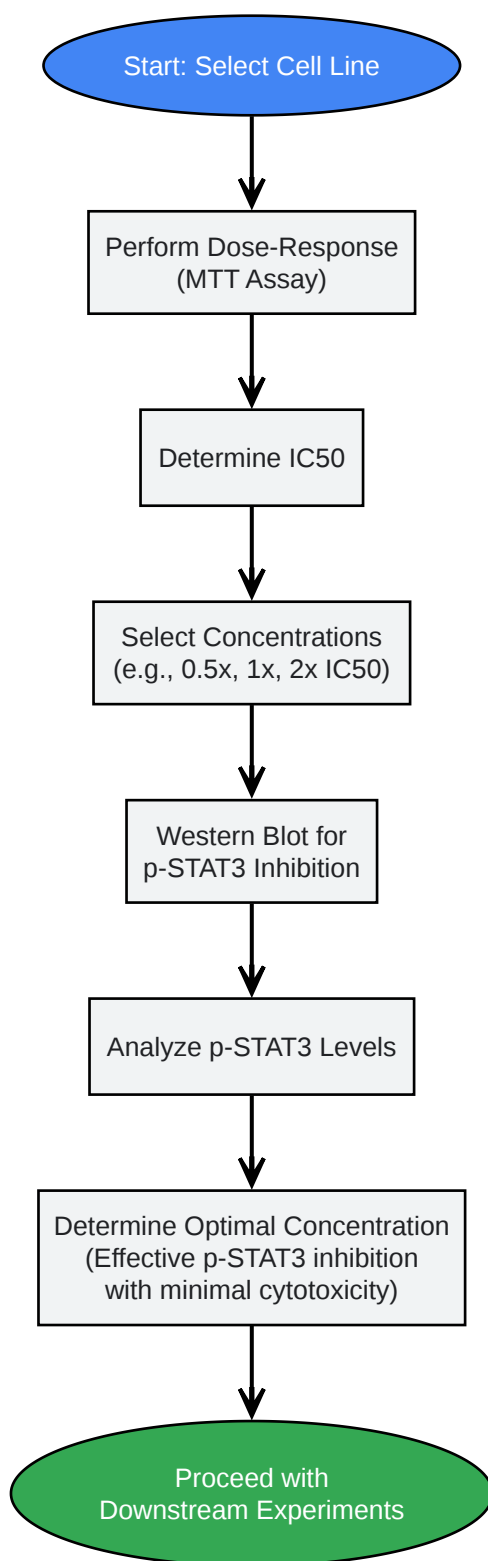 Start: Select Cell Line
Perform Dose-Response
(MTT Assay)
Determine IC50
Select Concentrations
(e.g., 0.5x, 1x, 2x IC50)
Western Blot for
p-STAT3 Inhibition
Analyze p-STAT3 Levels
Determine Optimal Concentration
(Effective p-STAT3 inhibition
with minimal cytotoxicity)
Proceed with
Downstream Experiments